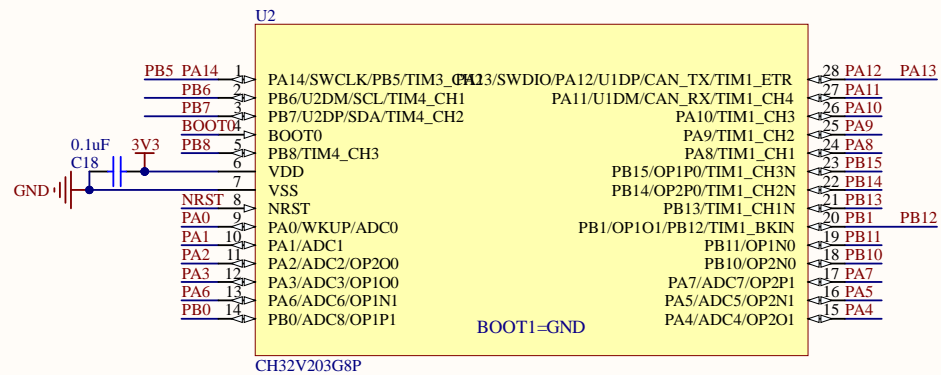 U2
PB5 PA14 1 PA14/SWCLK/PB5/TIM3_CH2
PA13/SWDIO/PA12/U1DP/CAN_TX/TIM1_ETR 28 PA12 PA13
PB6 2 PB6/U2DM/SCL/TIM4_CH1
PA11/U1DM/CAN_RX/TIM1_CH4 27 PA11
PB7 3 PB7/U2DP/SDA/TIM4_CH2
PA10/TIM1_CH3 26 PA10
BOOT0 4 BOOT0
PA9/TIM1_CH2 25 PA9
PB8 5 PB8/TIM4_CH3
PA8/TIM1_CH1 24 PA8
0.1uF 3V3
C18
6 VDD
PB15/OP1P0/TIM1_CH3N 23 PB15
GND 7 VSS
PB14/OP2P0/TIM1_CH2N 22 PB14
NRST 8 NRST
PB13/TIM1_CH1N 21 PB13
PA0 9 PA0/WKUP/ADC0
PB1/OP1O1/PB12/TIM1_BKIN 20 PB1 PB12
PA1 10 PA1/ADC1
PB11/OP1N0 19 PB11
PA2 11 PA2/ADC2/OP2O0
PB10/OP2N0 18 PB10
PA3 12 PA3/ADC3/OP1O0
PA7/ADC7/OP2P1 17 PA7
PA6 13 PA6/ADC6/OP1N1
PA5/ADC5/OP2N1 16 PA5
PB0 14 PB0/ADC8/OP1P1
PA4/ADC4/OP2O1 15 PA4
BOOT1=GND
CH32V203G8P